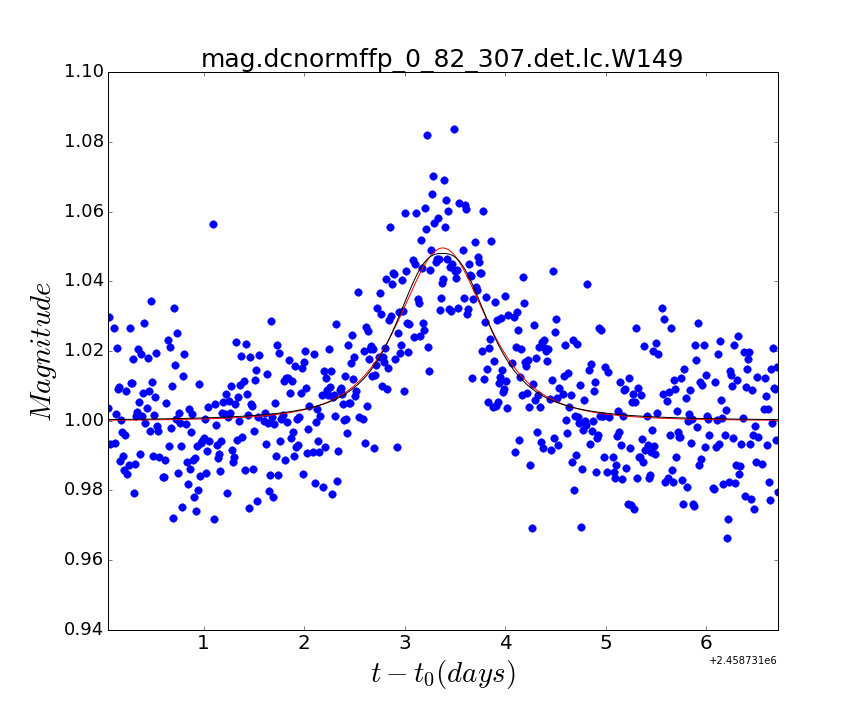 mag.dcnormffp_0_82_307.det.lc.W149
1.10
1.08
1.06
1.04
1.02
1.00
0.98
0.96
0.94
Magnitude
1 2 3 4 5 6
+2.458731e6
t − t₀(days)